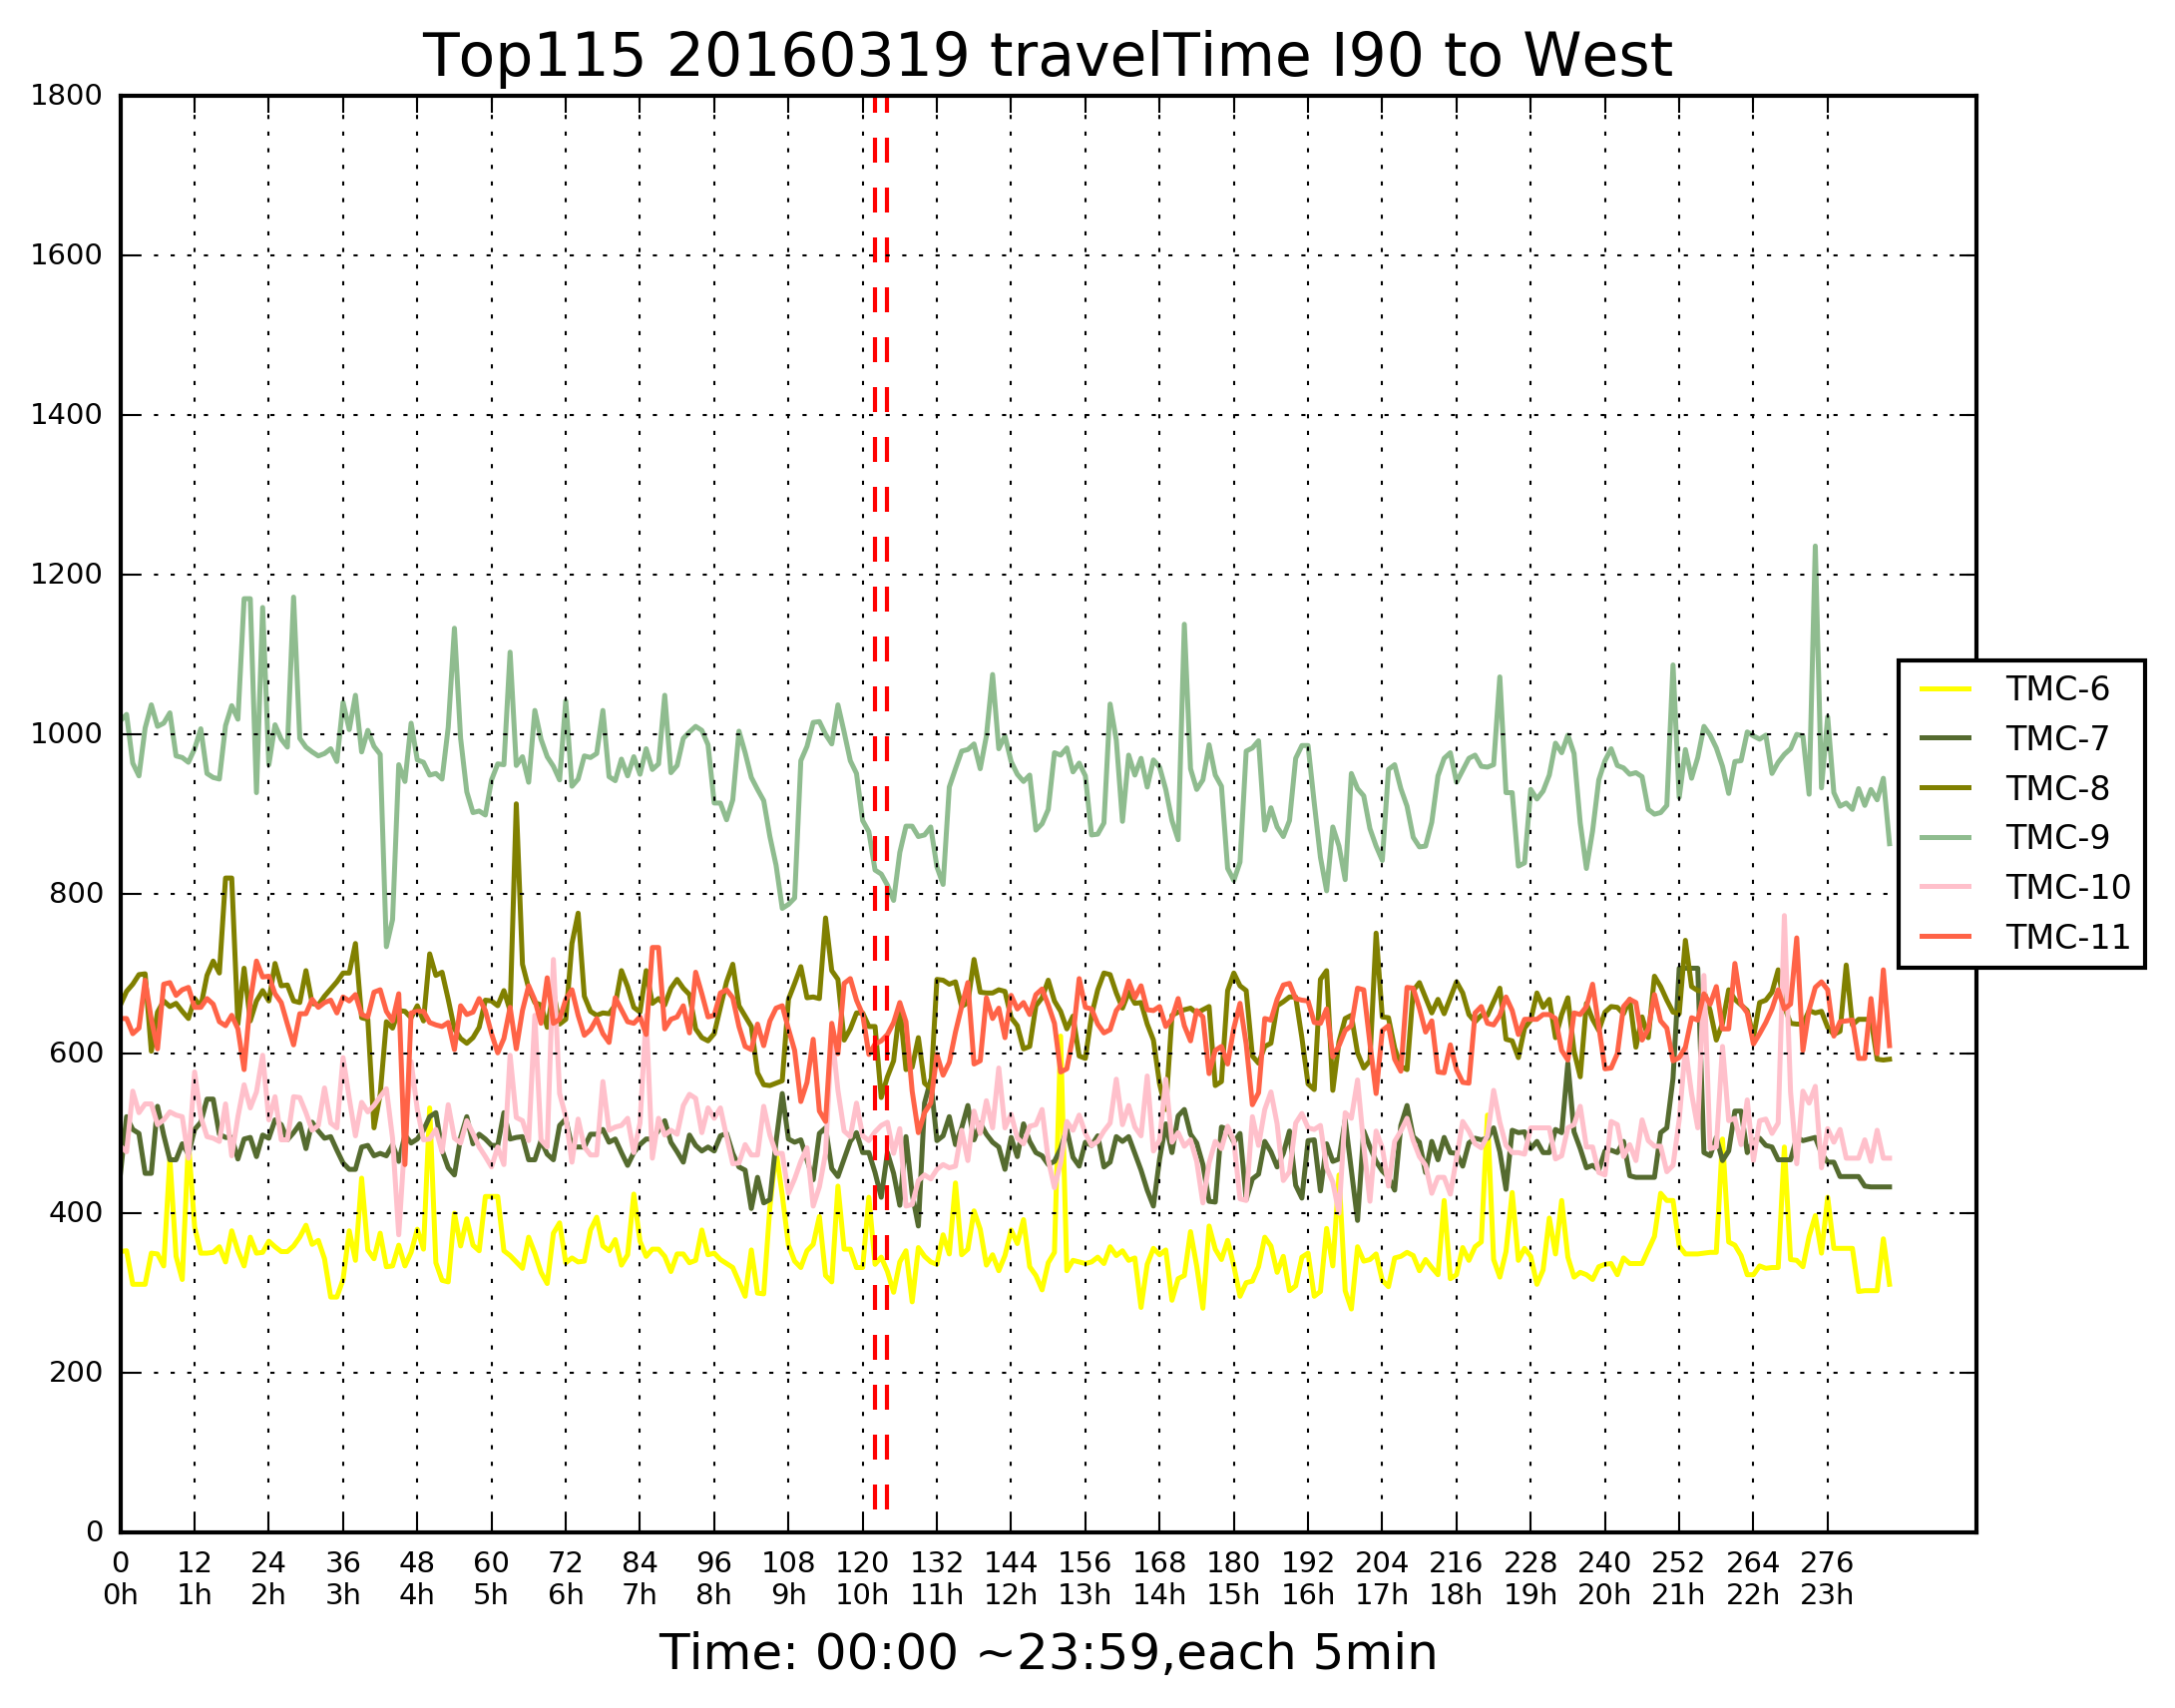 Top115 20160319 travelTime I90 to West
1800
1600
1400
1200
1000
800
600
400
200
0
0 12 24 36 48 60 72 84 96 108 120 132 144 156 168 180 192 204 216 228 240 252 264 276
0h 1h 2h 3h 4h 5h 6h 7h 8h 9h 10h 11h 12h 13h 14h 15h 16h 17h 18h 19h 20h 21h 22h 23h
Time: 00:00 ~23:59,each 5min
TMC-6
TMC-7
TMC-8
TMC-9
TMC-10
TMC-11